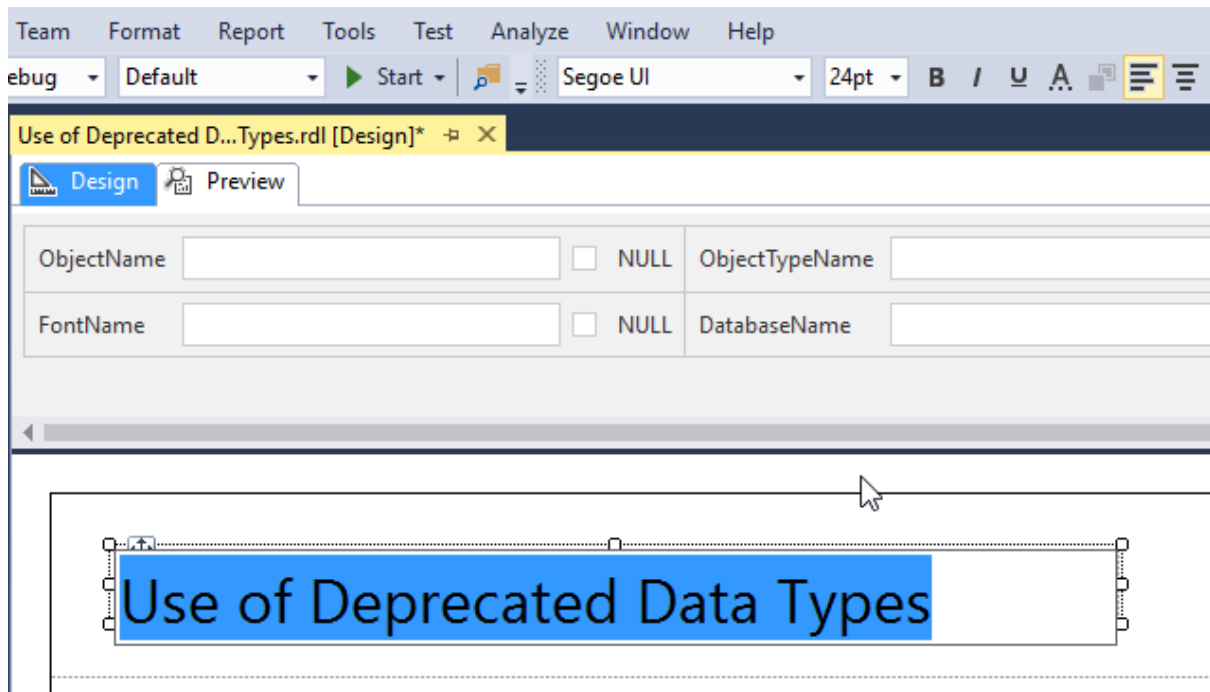 Team Format Report Tools Test Analyze Window Help
ebug Default Start Segoe UI 24pt B I U A
Use of Deprecated D...Types.rdl [Design]*
Design Preview
ObjectName NULL ObjectTypeName
FontName NULL DatabaseName
Use of Deprecated Data Types